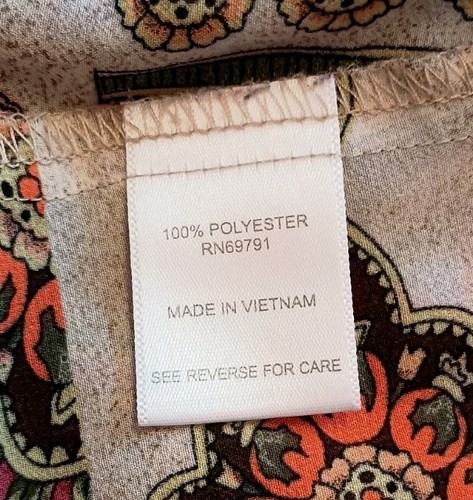 100% POLYESTER
RN69791
MADE IN VIETNAM
SEE REVERSE FOR CARE